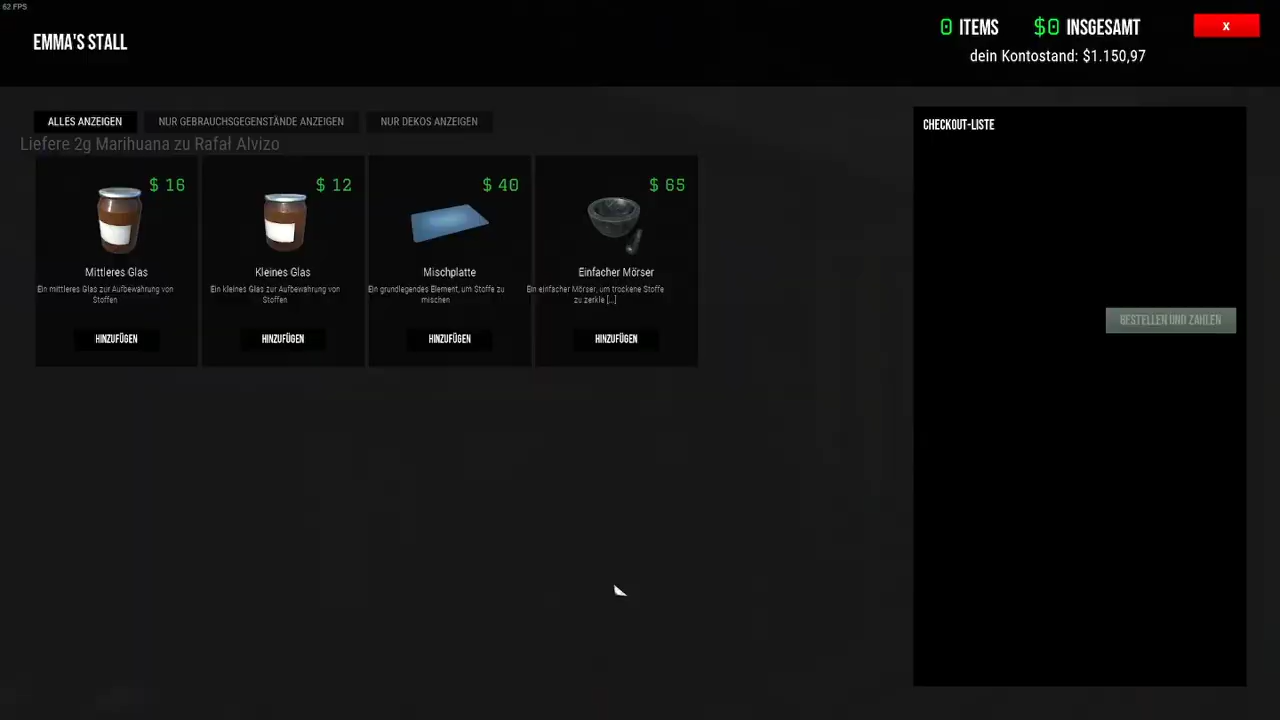 62 FPS
EMMA'S STALL
0 ITEMS $0 INSGESAMT
X
dein Kontostand: $1.150,97
ALLES ANZEIGEN NUR GEBRAUCHSGEGENSTÄNDE ANZEIGEN NUR DEKOS ANZEIGEN
Liefere 2g Marihuana zu Rafał Alvizo
CHECKOUT-LISTE
$ 16
Mittleres Glas
Ein mittleres Glas zur Aufbewahrung von
Stoffen
HINZUFÜGEN
$ 12
Kleines Glas
Ein kleines Glas zur Aufbewahrung von
Stoffen
HINZUFÜGEN
$ 40
Mischplatte
Ein grundlegendes Element, um Stoffe zu
mischen
HINZUFÜGEN
$ 65
Einfacher Mörser
Ein einfacher Mörser, um trockene Stoffe
zu zerkle [...]
HINZUFÜGEN
BESTELLEN UND ZAHLEN